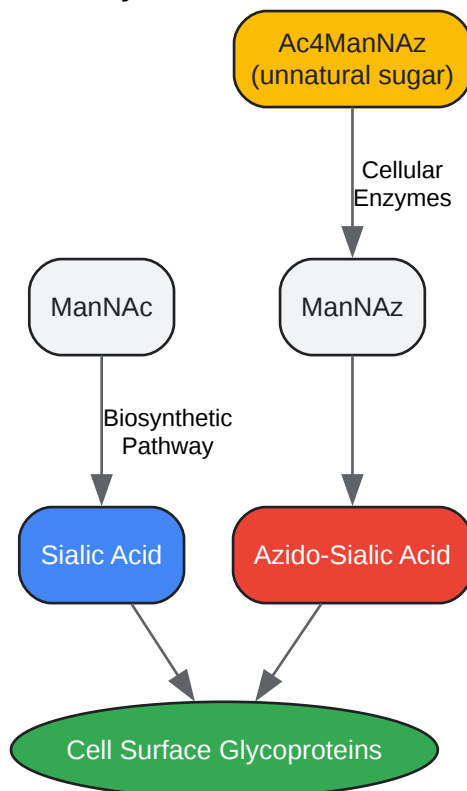 Ac4ManNAz
(unnatural sugar)
Cellular
Enzymes
ManNAc
ManNAz
Biosynthetic
Pathway
Sialic Acid
Azido-Sialic Acid
Cell Surface Glycoproteins